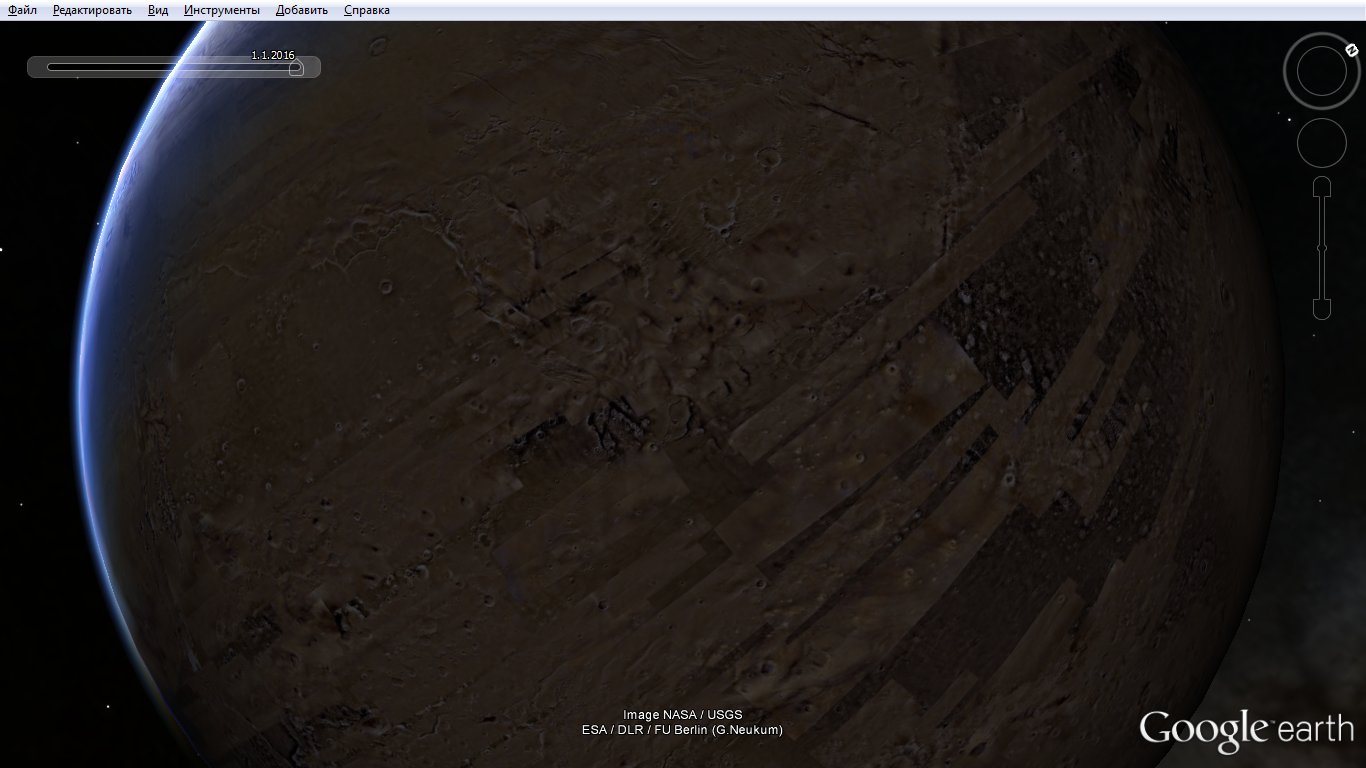 Файл Редактировать Вид Инструменты Добавить Справка
1.1.2016
N
Image NASA / USGS
ESA / DLR / FU Berlin (G.Neukum)
Google earth